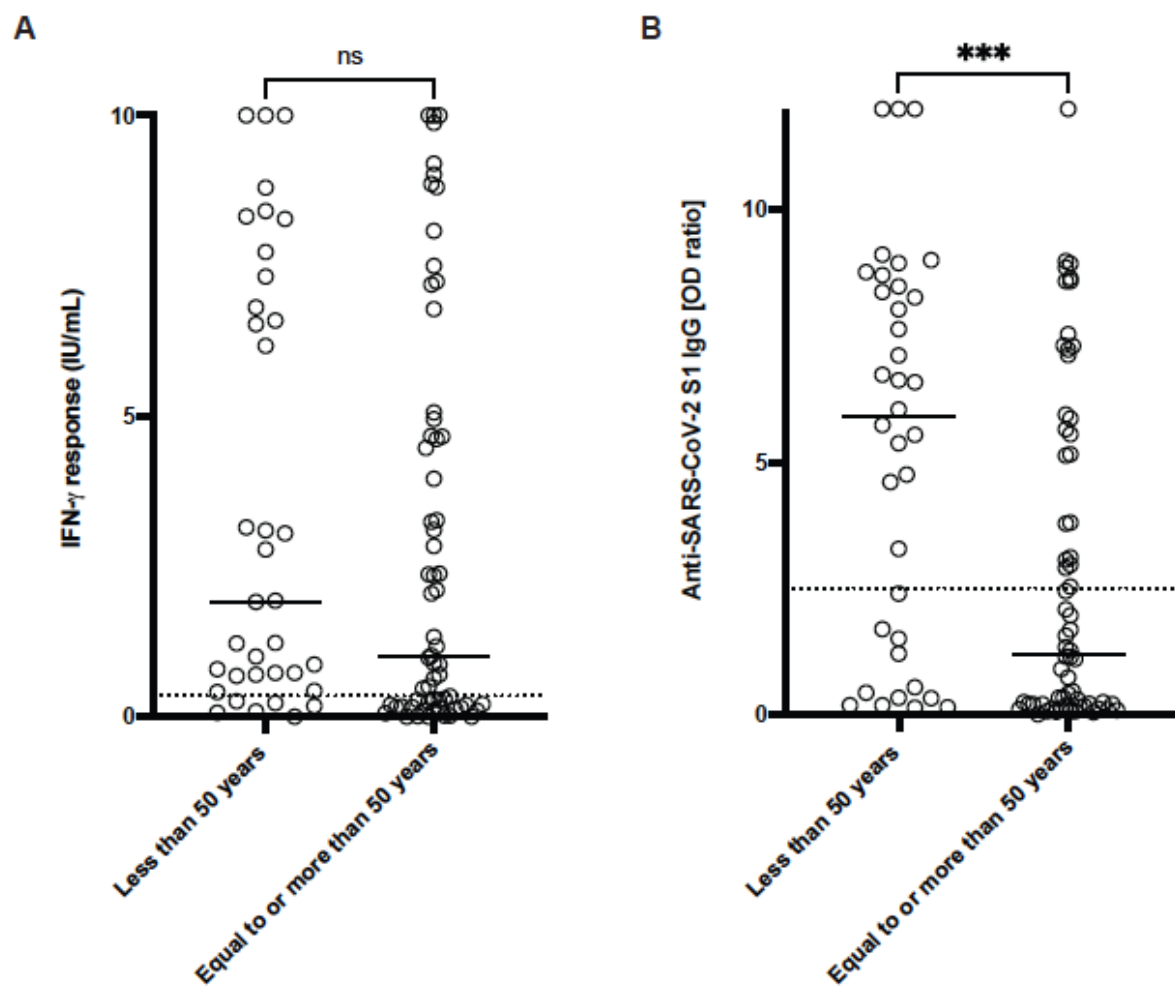 A
ns
10
5
0
IFN-γ response (IU/mL)
Less than 50 years
Equal to or more than 50 years
B
***
10
5
0
Anti-SARS-CoV-2 S1 IgG [OD ratio]
Less than 50 years
Equal to or more than 50 years